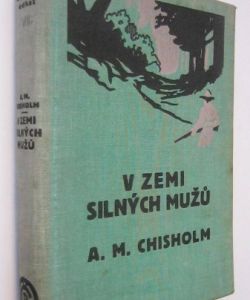 A. M.
CHISHOLM
V ZEMI
SILNÝCH
MUŽŮ
V ZEMI
SILNÝCH MUŽŮ
A. M. CHISHOLM